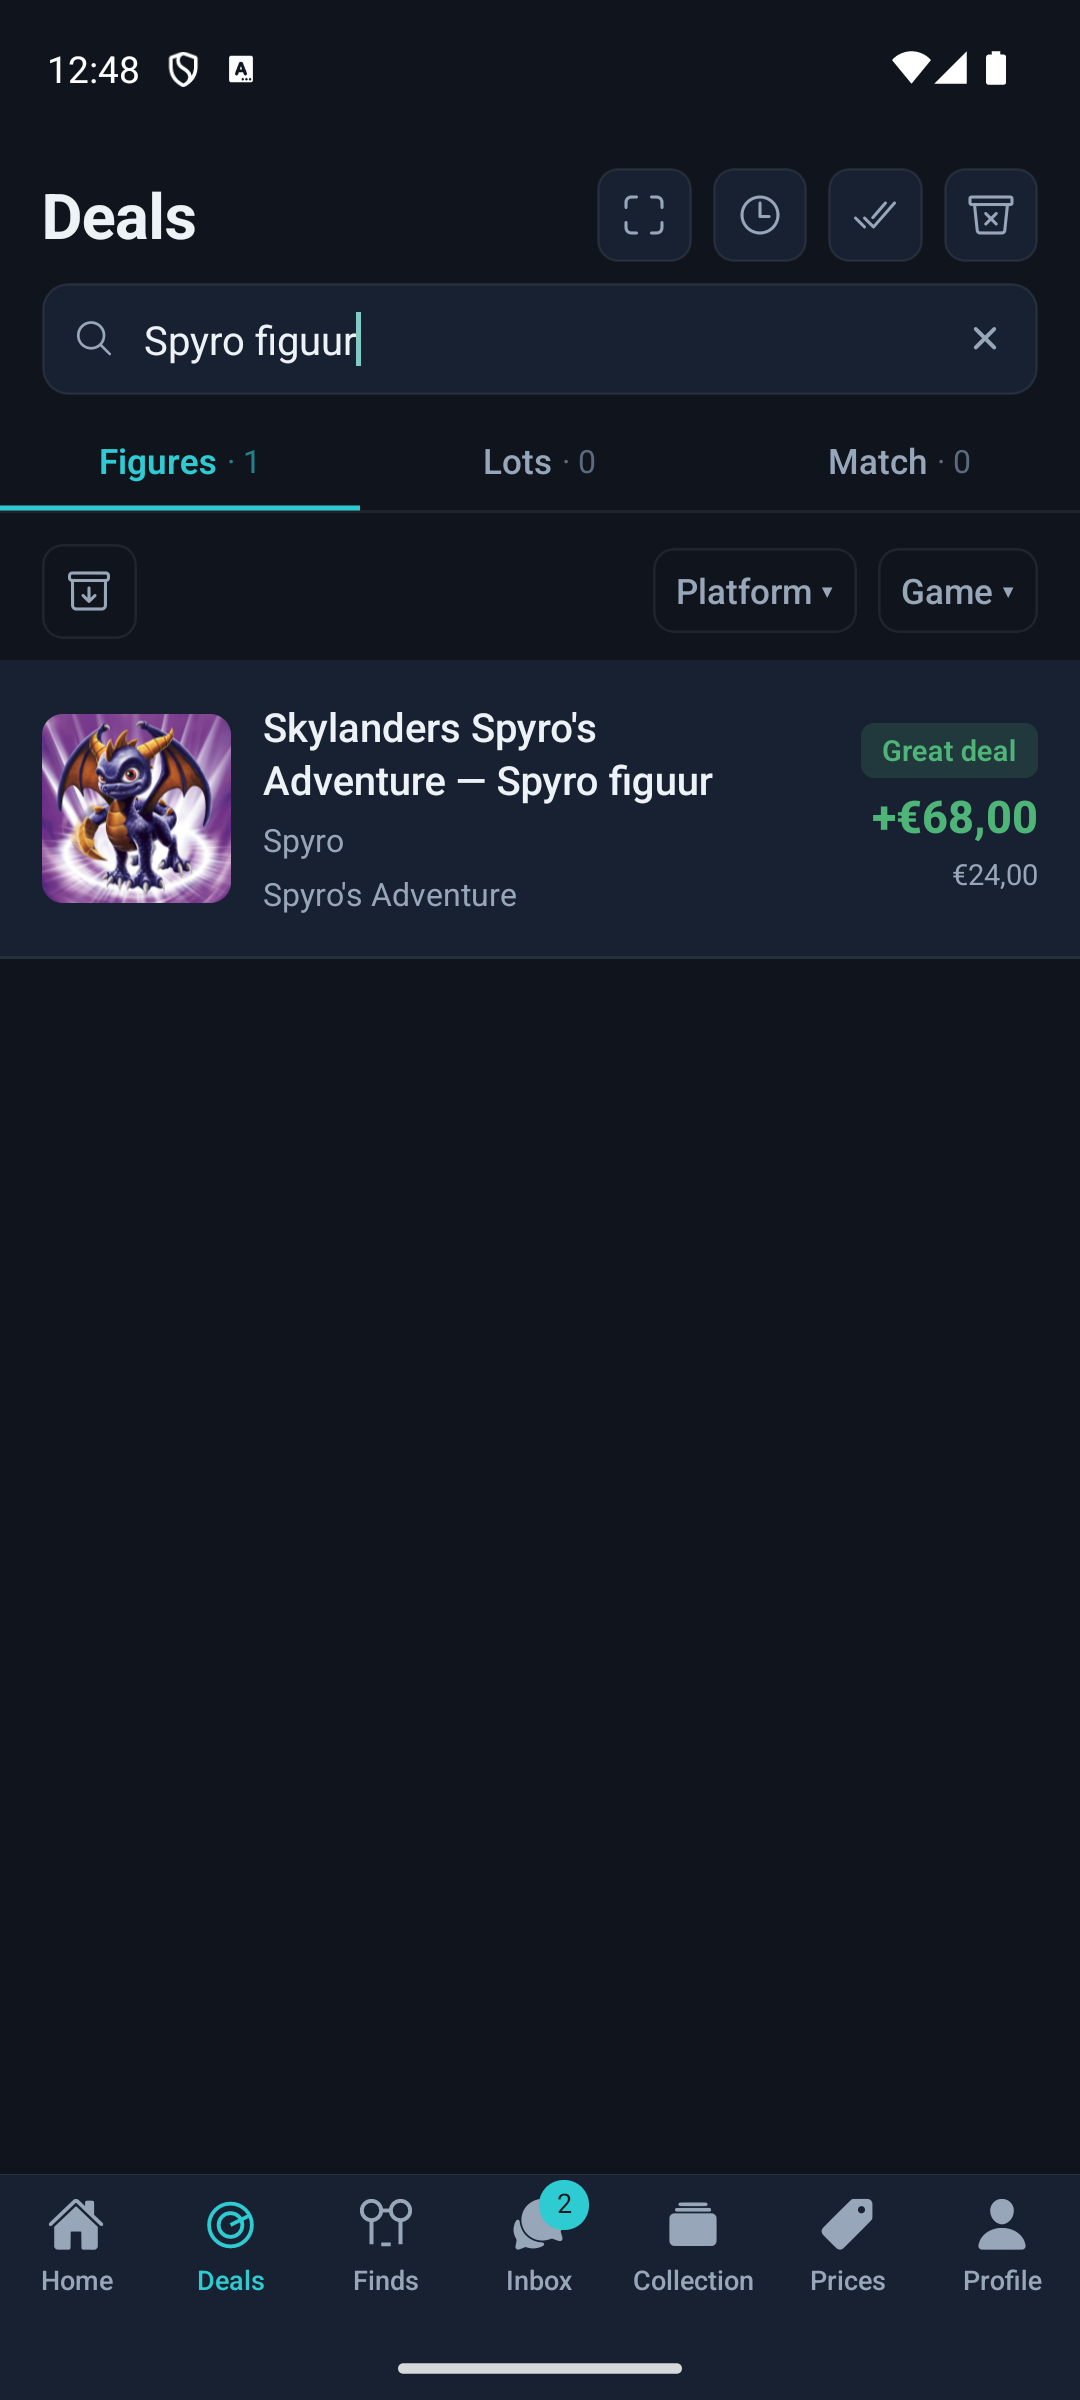 12:48
Deals
Spyro figuur
Figures · 1
Lots · 0
Match · 0
Platform ▾
Game ▾
Skylanders Spyro's
Adventure — Spyro figuur
Spyro
Spyro's Adventure
Great deal
+€68,00
€24,00
2
Home
Deals
Finds
Inbox
Collection
Prices
Profile